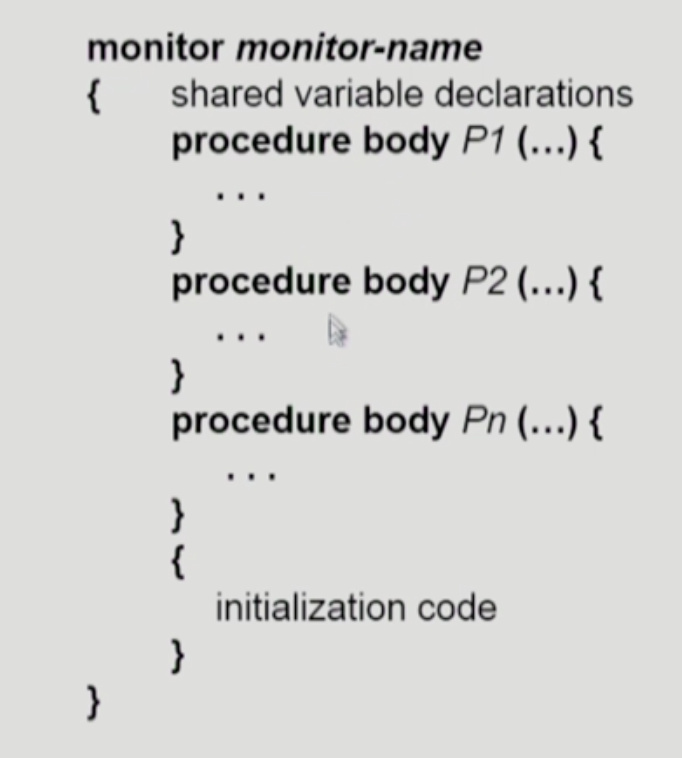 monitor monitor-name
{ shared variable declarations
procedure body P1 (...) {
. . .
}
procedure body P2 (...) {
. . .
}
procedure body Pn (...) {
. . .
}
{
initialization code
}
}